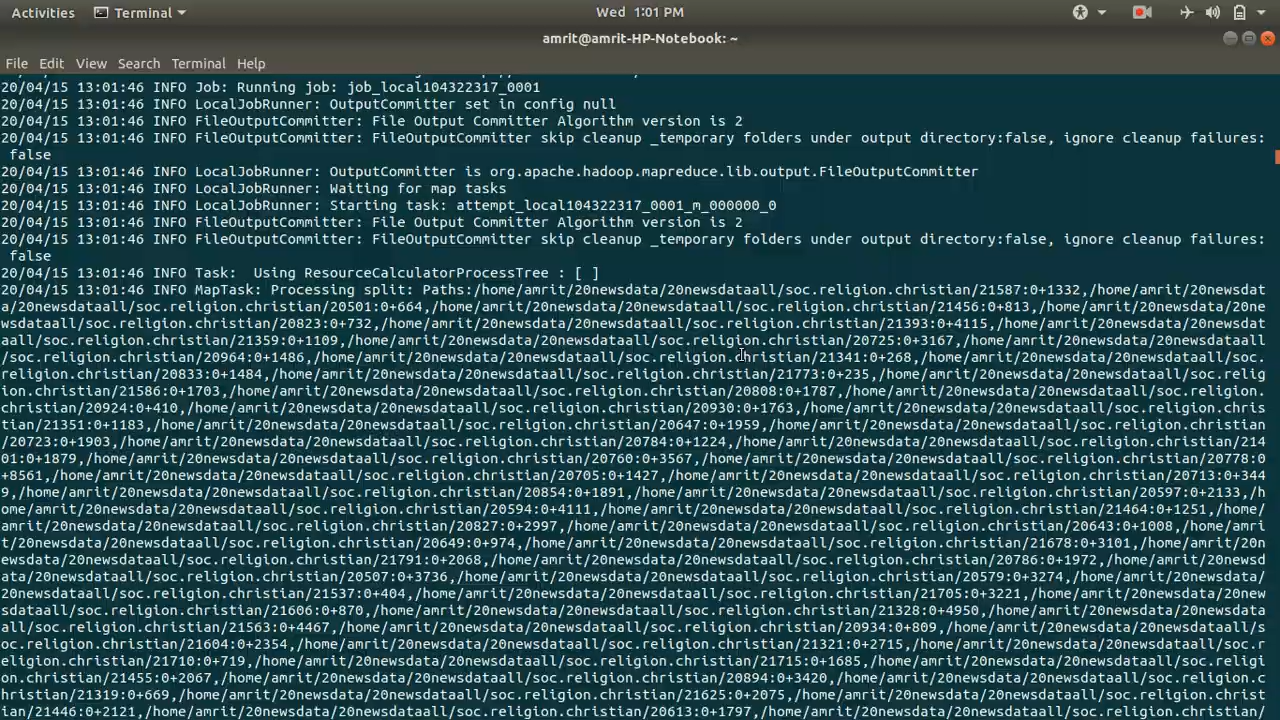 Activities
Terminal
Wed 1:01 PM
amrit@amrit-HP-Notebook: ~
File Edit View Search Terminal Help
20/04/15 13:01:46 INFO Job: Running job: job_local104322317_0001
20/04/15 13:01:46 INFO LocalJobRunner: OutputCommitter set in config null
20/04/15 13:01:46 INFO FileOutputCommitter: File Output Committer Algorithm version is 2
20/04/15 13:01:46 INFO FileOutputCommitter: FileOutputCommitter skip cleanup _temporary folders under output directory:false, ignore cleanup failures:
false
20/04/15 13:01:46 INFO LocalJobRunner: OutputCommitter is org.apache.hadoop.mapreduce.lib.output.FileOutputCommitter
20/04/15 13:01:46 INFO LocalJobRunner: Waiting for map tasks
20/04/15 13:01:46 INFO LocalJobRunner: Starting task: attempt_local104322317_0001_m_000000_0
20/04/15 13:01:46 INFO FileOutputCommitter: File Output Committer Algorithm version is 2
20/04/15 13:01:46 INFO FileOutputCommitter: FileOutputCommitter skip cleanup _temporary folders under output directory:false, ignore cleanup failures:
false
20/04/15 13:01:46 INFO Task:  Using ResourceCalculatorProcessTree : [ ]
20/04/15 13:01:46 INFO MapTask: Processing split: Paths:/home/amrit/20newsdata/20newsdataall/soc.religion.christian/21587:0+1332,/home/amrit/20newsdat
a/20newsdataall/soc.religion.christian/20501:0+664,/home/amrit/20newsdata/20newsdataall/soc.religion.christian/21456:0+813,/home/amrit/20newsdata/20ne
wsdataall/soc.religion.christian/20823:0+732,/home/amrit/20newsdata/20newsdataall/soc.religion.christian/21393:0+4115,/home/amrit/20newsdata/20newsda
taall/soc.religion.christian/21359:0+1109,/home/amrit/20newsdata/20newsdataall/soc.religion.christian/20725:0+3167,/home/amrit/20newsdata/20newsdataall
/soc.religion.christian/20964:0+1486,/home/amrit/20newsdata/20newsdataall/soc.religion.christian/21341:0+268,/home/amrit/20newsdata/20newsdataall/soc.
religion.christian/20833:0+1484,/home/amrit/20newsdata/20newsdataall/soc.religion.christian/21773:0+235,/home/amrit/20newsdata/20newsdataall/soc.relig
ion.christian/21586:0+1703,/home/amrit/20newsdata/20newsdataall/soc.religion.christian/20808:0+1787,/home/amrit/20newsdata/20newsdataall/soc.religion.
christian/20924:0+410,/home/amrit/20newsdata/20newsdataall/soc.religion.christian/20930:0+1763,/home/amrit/20newsdata/20newsdataall/soc.religion.chris
tian/21351:0+1183,/home/amrit/20newsdata/20newsdataall/soc.religion.christian/20647:0+1959,/home/amrit/20newsdata/20newsdataall/soc.religion.christian
/20723:0+1903,/home/amrit/20newsdata/20newsdataall/soc.religion.christian/20784:0+1224,/home/amrit/20newsdata/20newsdataall/soc.religion.christian/214
01:0+1879,/home/amrit/20newsdata/20newsdataall/soc.religion.christian/20760:0+3567,/home/amrit/20newsdata/20newsdataall/soc.religion.christian/20778:0
+8561,/home/amrit/20newsdata/20newsdataall/soc.religion.christian/20705:0+1427,/home/amrit/20newsdata/20newsdataall/soc.religion.christian/20713:0+344
9,/home/amrit/20newsdata/20newsdataall/soc.religion.christian/20854:0+1891,/home/amrit/20newsdata/20newsdataall/soc.religion.christian/20597:0+2133,/h
ome/amrit/20newsdata/20newsdataall/soc.religion.christian/20594:0+4111,/home/amrit/20newsdata/20newsdataall/soc.religion.christian/21464:0+1251,/home/
amrit/20newsdata/20newsdataall/soc.religion.christian/20827:0+2997,/home/amrit/20newsdata/20newsdataall/soc.religion.christian/20643:0+1008,/home/amri
t/20newsdata/20newsdataall/soc.religion.christian/20649:0+974,/home/amrit/20newsdata/20newsdataall/soc.religion.christian/21678:0+3101,/home/amrit/20n
ewsdata/20newsdataall/soc.religion.christian/21791:0+2068,/home/amrit/20newsdata/20newsdataall/soc.religion.christian/20786:0+1972,/home/amrit/20newsd
ata/20newsdataall/soc.religion.christian/20507:0+3736,/home/amrit/20newsdata/20newsdataall/soc.religion.christian/20579:0+3274,/home/amrit/20newsdata/
20newsdataall/soc.religion.christian/21537:0+404,/home/amrit/20newsdata/20newsdataall/soc.religion.christian/21705:0+3221,/home/amrit/20newsdata/20new
sdataall/soc.religion.christian/21606:0+870,/home/amrit/20newsdata/20newsdataall/soc.religion.christian/21328:0+4950,/home/amrit/20newsdata/20newsdata
all/soc.religion.christian/21563:0+4467,/home/amrit/20newsdata/20newsdataall/soc.religion.christian/20934:0+809,/home/amrit/20newsdata/20newsdataall/s
oc.religion.christian/21604:0+2354,/home/amrit/20newsdata/20newsdataall/soc.religion.christian/21321:0+2715,/home/amrit/20newsdata/20newsdataall/soc.r
eligion.christian/21710:0+719,/home/amrit/20newsdata/20newsdataall/soc.religion.christian/21715:0+1685,/home/amrit/20newsdata/20newsdataall/soc.religi
on.christian/21455:0+2067,/home/amrit/20newsdata/20newsdataall/soc.religion.christian/20894:0+3420,/home/amrit/20newsdata/20newsdataall/soc.religion.c
hristian/21319:0+669,/home/amrit/20newsdata/20newsdataall/soc.religion.christian/21625:0+2075,/home/amrit/20newsdata/20newsdataall/soc.religion.christian/
21446:0+2121,/home/amrit/20newsdata/20newsdataall/soc.religion.christian/20613:0+1797,/home/amrit/20newsdata/20newsdataall/soc.religion.christian/